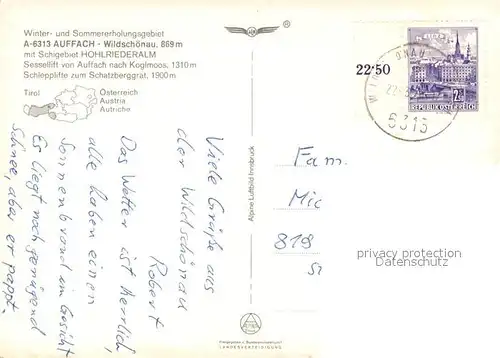 Winter- und Sommererholungsgebiet
A-6313 AUFFACH - Wildschönau, 869 m
mit Schigebiet HOHLRIEDERALM
Sessellift von Auffach nach Koglmoos, 1310 m
Schlepplifte zum Schatzberggrat, 1900 m
Tirol
Österreich
Austria
Autriche
®
22·50
REPUBLIK ÖSTERREICH
6313
Viele Grüße aus
der Wildschönau
Robert
Das Wetter ist herrlich,
alle haben einen
Sonnenbrand im Gesicht
Es liegt noch genügend
Schnee, aber er pappt.
Alpine Luftbild Innsbruck
Fam.
Mic
819
privacy protection
Datenschutz
LANDESVERTEIDIGUNG